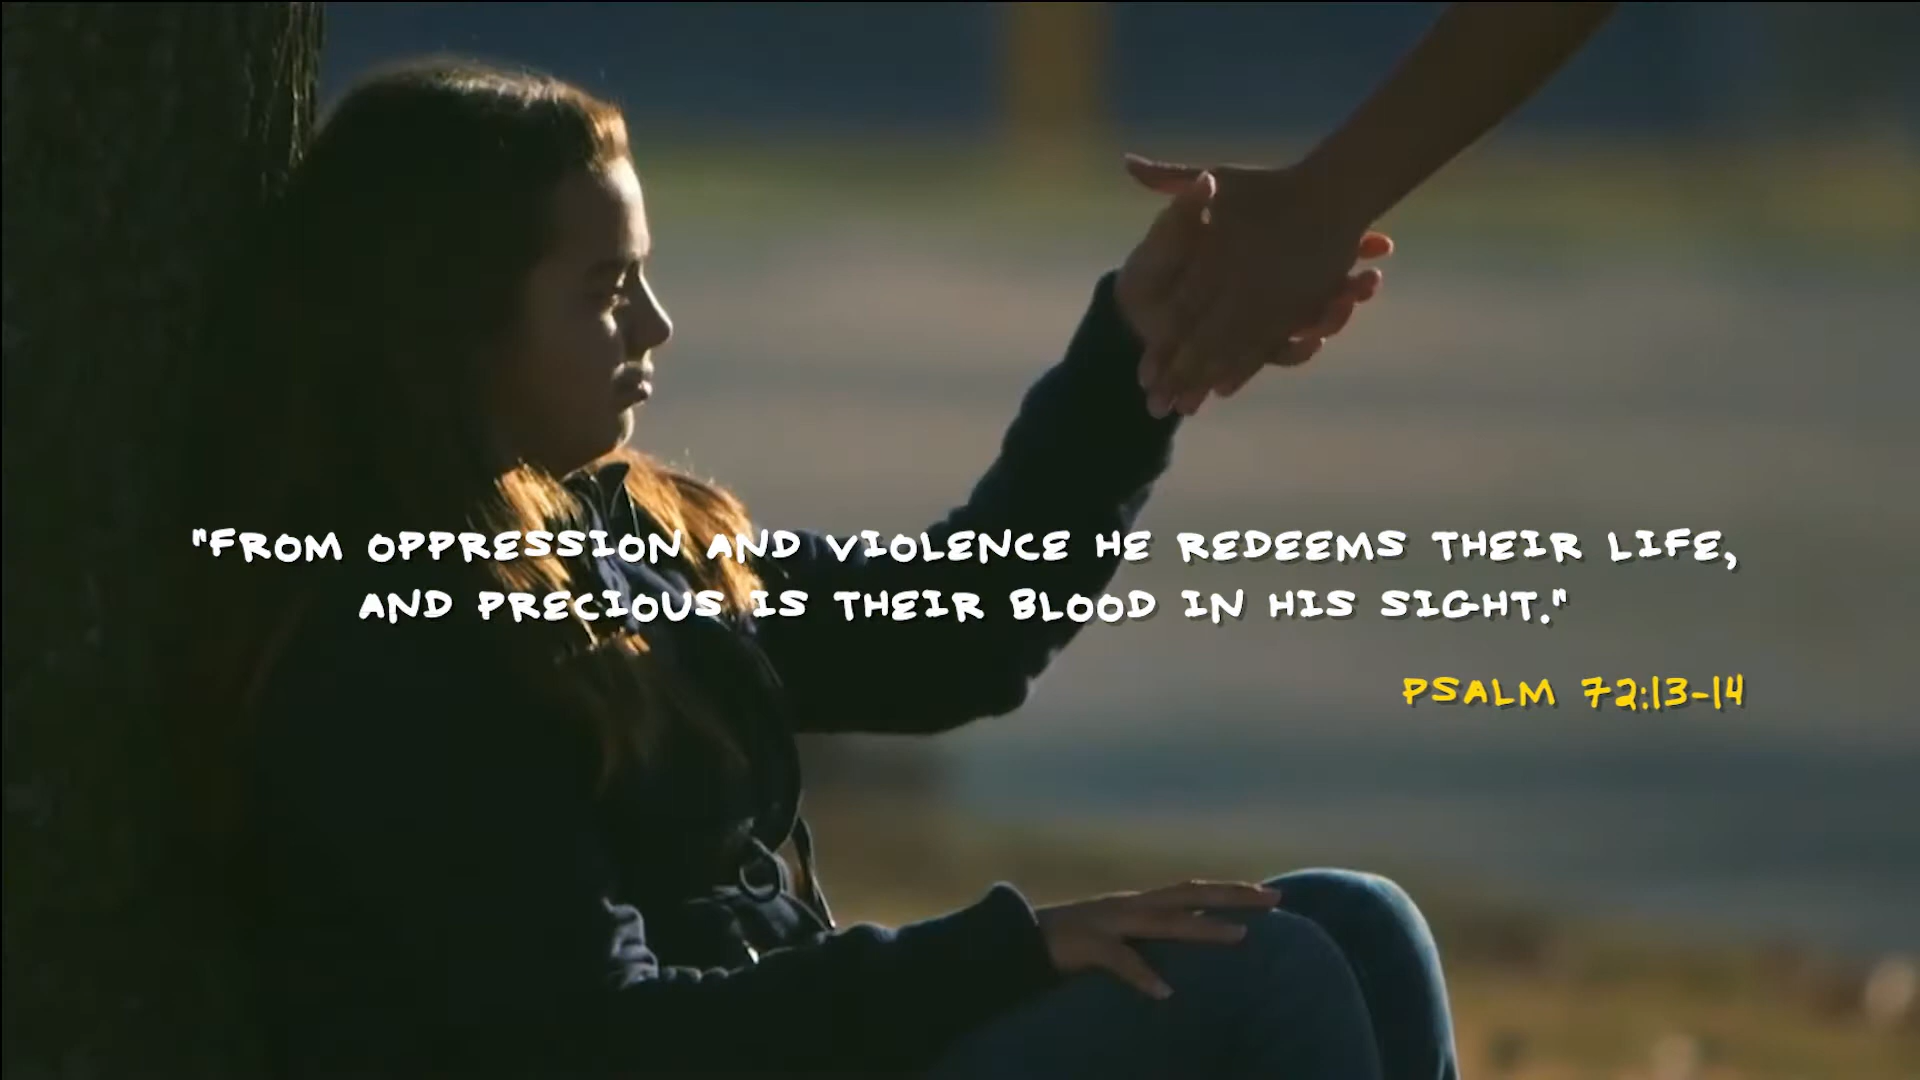 "FROM OPPRESSION AND VIOLENCE HE REDEEMS THEIR LIFE,
AND PRECIOUS IS THEIR BLOOD IN HIS SIGHT."
PSALM 72:13-14